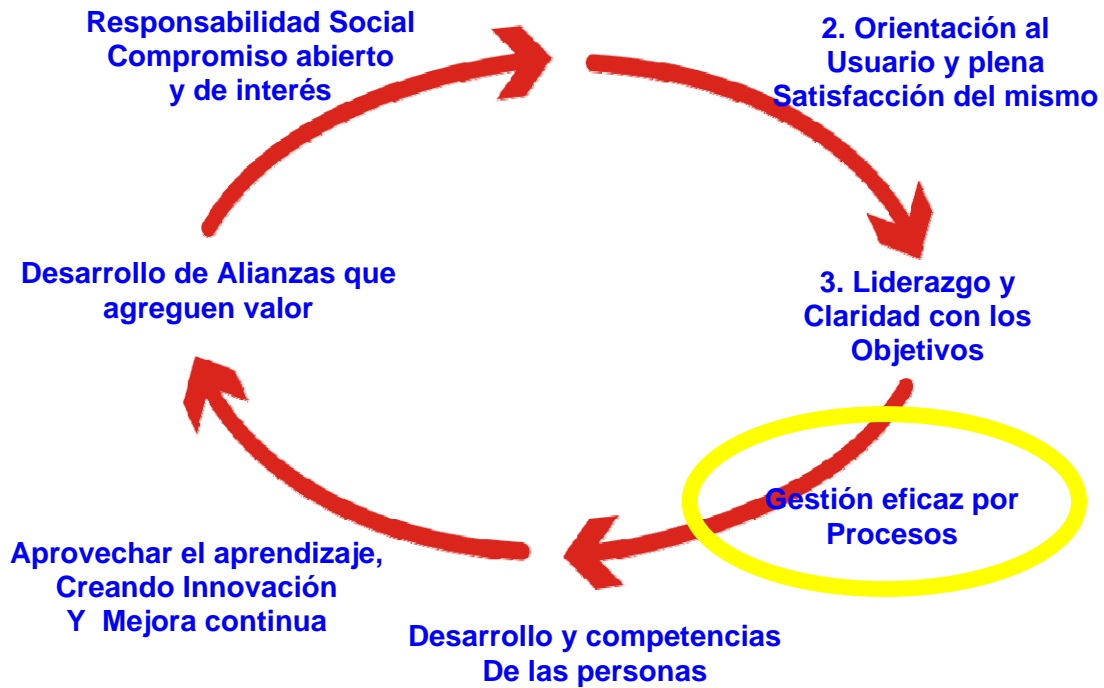 Responsabilidad Social
Compromiso abierto
y de interés
2. Orientación al
Usuario y plena
Satisfacción del mismo
Desarrollo de Alianzas que
agreguen valor
3. Liderazgo y
Claridad con los
Objetivos
Gestión eficaz por
Procesos
Aprovechar el aprendizaje,
Creando Innovación
Y Mejora continua
Desarrollo y competencias
De las personas